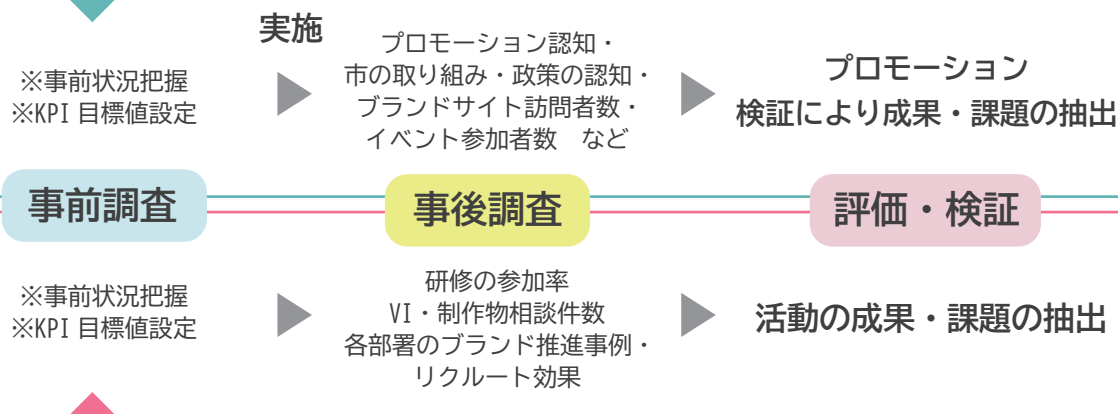 実施
※事前状況把握
※KPI 目標値設定
プロモーション認知・
市の取り組み・政策の認知・
ブランドサイト訪問者数・
イベント参加者数　など
プロモーション
検証により成果・課題の抽出
事前調査
事後調査
評価・検証
※事前状況把握
※KPI 目標値設定
研修の参加率
VI・制作物相談件数
各部署のブランド推進事例・
リクルート効果
活動の成果・課題の抽出